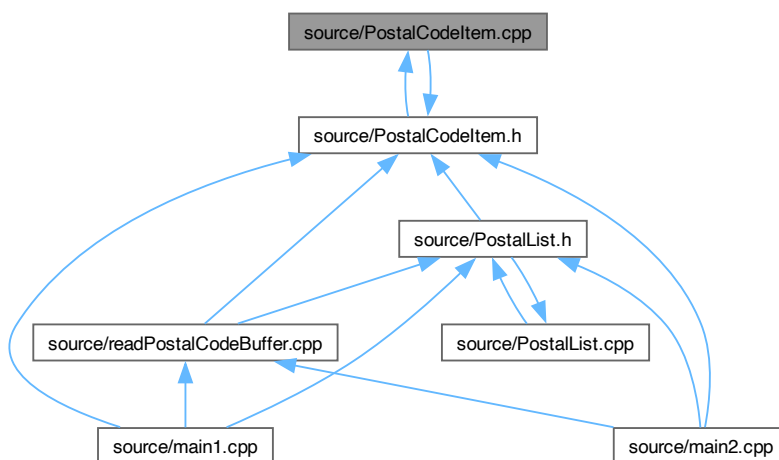 source/PostalCodeItem.cpp
source/PostalCodeItem.h
source/PostalList.h
source/readPostalCodeBuffer.cpp
source/PostalList.cpp
source/main1.cpp
source/main2.cpp